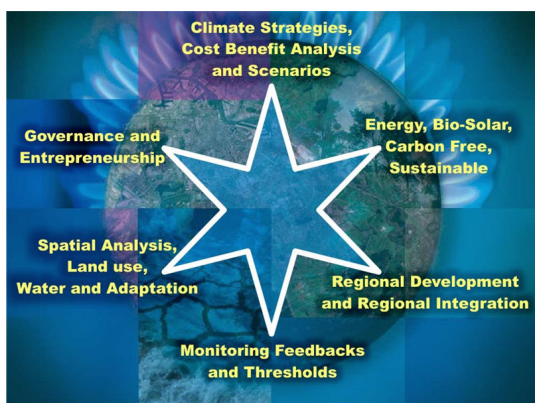 Climate Strategies,
Cost Benefit Analysis
and Scenarios
Governance and
Entrepreneurship
Energy, Bio-Solar,
Carbon Free,
Sustainable
Spatial Analysis,
Land use,
Water and Adaptation
Regional Development
and Regional Integration
Monitoring Feedbacks
and Thresholds